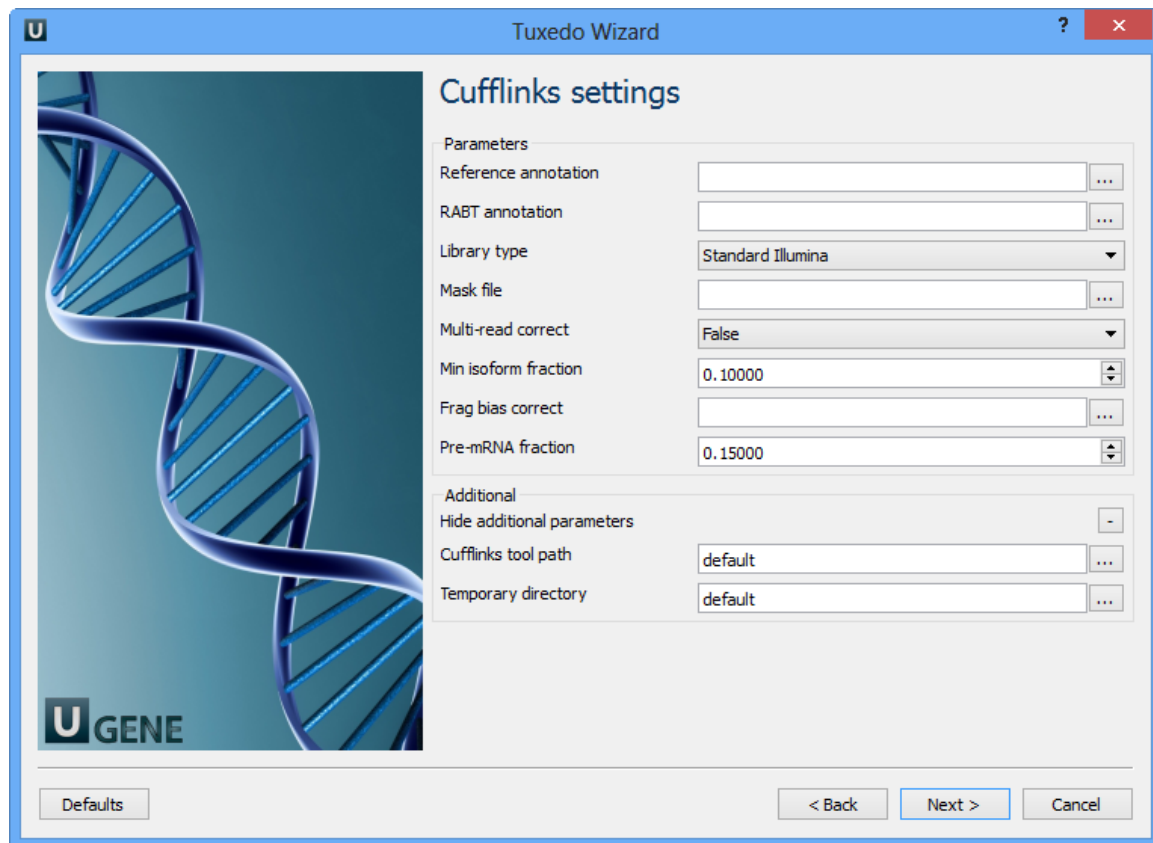 U
Tuxedo Wizard
?
×
Cufflinks settings
Parameters
Reference annotation
...
RABT annotation
...
Library type
Standard Illumina
Mask file
...
Multi-read correct
False
Min isoform fraction
0.10000
Frag bias correct
...
Pre-mRNA fraction
0.15000
Additional
Hide additional parameters
-
Cufflinks tool path
default
...
Temporary directory
default
...
UGENE
Defaults
< Back
Next >
Cancel